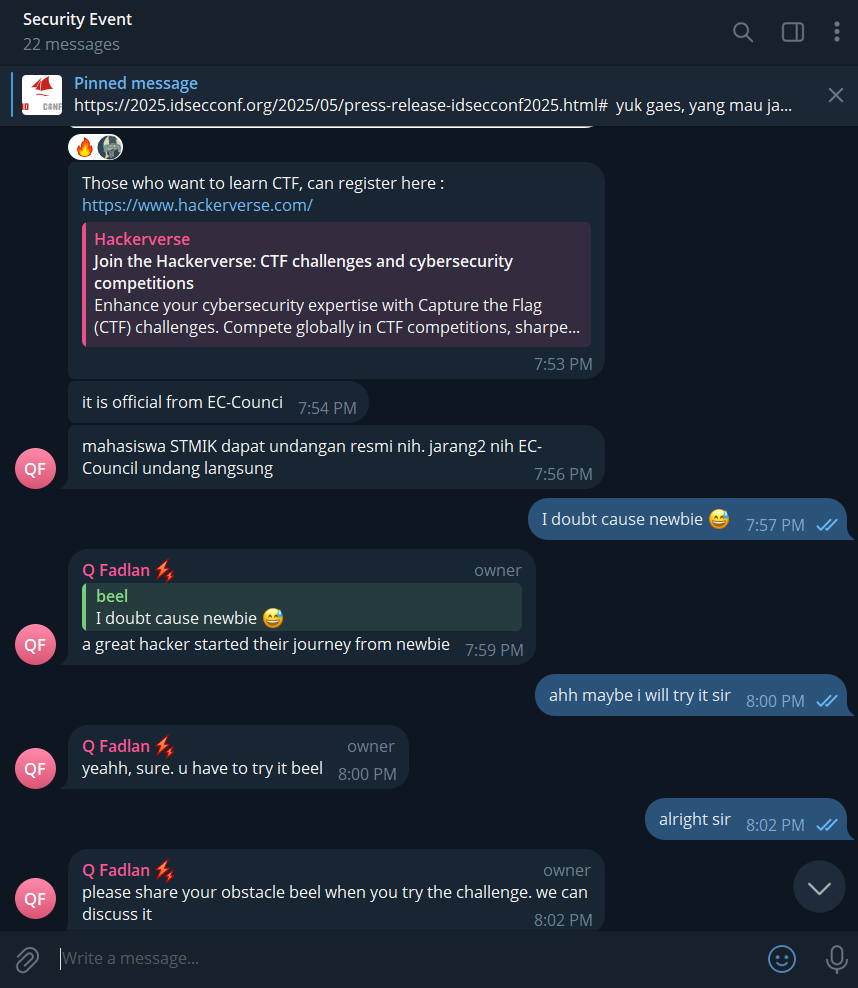 Security Event
22 messages
Pinned message
https://2025.idsecconf.org/2025/05/press-release-idsecconf2025.html# yuk gaes, yang mau ja...
Those who want to learn CTF, can register here :
https://www.hackerverse.com/
Hackerverse
Join the Hackerverse: CTF challenges and cybersecurity
competitions
Enhance your cybersecurity expertise with Capture the Flag
(CTF) challenges. Compete globally in CTF competitions, sharpe...
7:53 PM
it is official from EC-Counci 7:54 PM
mahasiswa STMIK dapat undangan resmi nih. jarang2 nih EC-
Council undang langsung
7:56 PM
QF
I doubt cause newbie 😅 7:57 PM
Q Fadlan ⚡ owner
beel
I doubt cause newbie 😅
a great hacker started their journey from newbie 7:59 PM
QF
ahh maybe i will try it sir 8:00 PM
Q Fadlan ⚡ owner
yeahh, sure. u have to try it beel 8:00 PM
QF
alright sir 8:02 PM
Q Fadlan ⚡ owner
please share your obstacle beel when you try the challenge. we can
discuss it
8:02 PM
QF
Write a message...